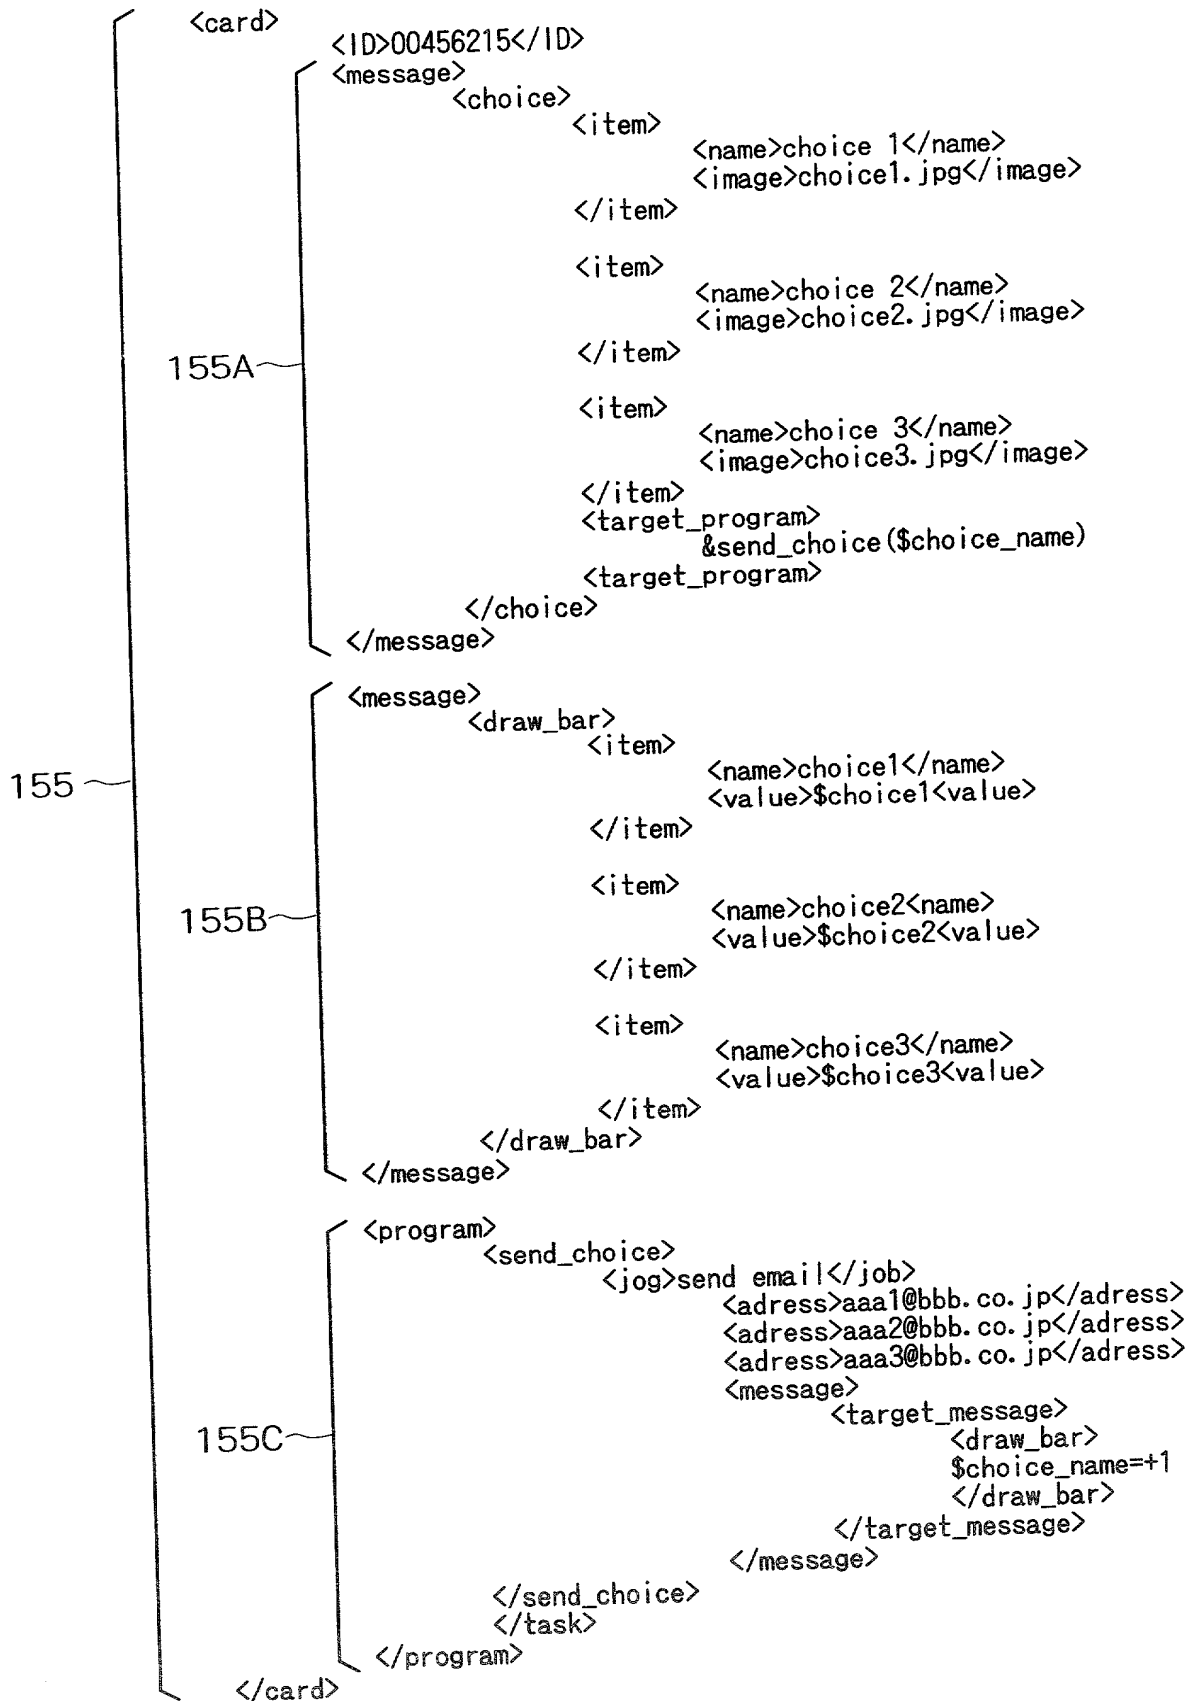 <card>
<ID>00456215</ID>
<message>
<choice>
<item>
<name>choice 1</name>
<image>choice1.jpg</image>
</item>
<item>
<name>choice 2</name>
<image>choice2.jpg</image>
</item>
155A
<item>
<name>choice 3</name>
<image>choice3.jpg</image>
</item>
<target_program>
&send_choice($choice_name)
<target_program>
</choice>
</message>
<message>
<draw_bar>
<item>
<name>choice1</name>
155
<value>$choice1<value>
</item>
<item>
<name>choice2<name>
155B
<value>$choice2<value>
</item>
<item>
<name>choice3</name>
<value>$choice3<value>
</item>
</draw_bar>
</message>
<program>
<send_choice>
<jog>send email</job>
<adress>aaa1@bbb.co.jp</adress>
<adress>aaa2@bbb.co.jp</adress>
<adress>aaa3@bbb.co.jp</adress>
<message>
<target_message>
155C
<draw_bar>
$choice_name=+1
</draw_bar>
</target_message>
</message>
</send_choice>
</task>
</program>
</card>